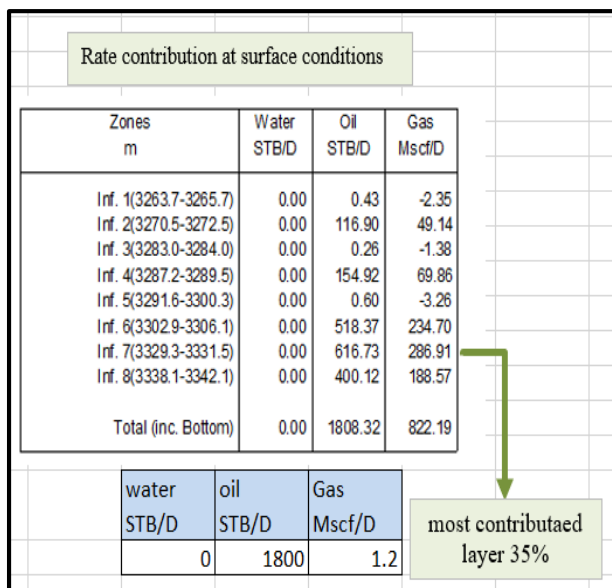 Rate contribution at surface conditions
Zones Water Oil Gas
m STB/D STB/D Mscf/D
Inf. 1(3263.7-3265.7) 0.00 0.43 -2.35
Inf. 2(3270.5-3272.5) 0.00 116.90 49.14
Inf. 3(3283.0-3284.0) 0.00 0.26 -1.38
Inf. 4(3287.2-3289.5) 0.00 154.92 69.86
Inf. 5(3291.6-3300.3) 0.00 0.60 -3.26
Inf. 6(3302.9-3306.1) 0.00 518.37 234.70
Inf. 7(3329.3-3331.5) 0.00 616.73 286.91
Inf. 8(3338.1-3342.1) 0.00 400.12 188.57
Total (inc. Bottom) 0.00 1808.32 822.19
water oil Gas
STB/D STB/D Mscf/D
0 1800 1.2
most contributaed
layer 35%